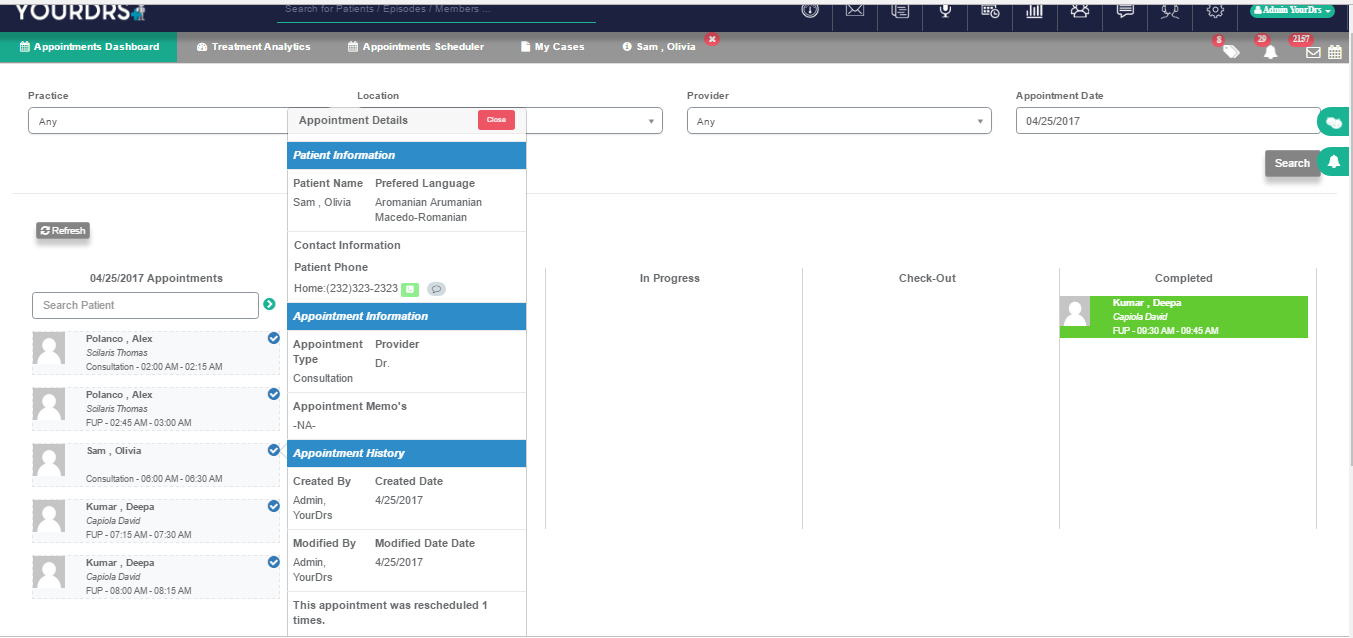 YOURDRS
Search for Patients / Episodes / Members ...
Admin YourDrs
Appointments Dashboard
Treatment Analytics
Appointments Scheduler
My Cases
Sam , Olivia
8
29
2157
Practice
Location
Provider
Appointment Date
Any
Any
04/25/2017
Search
Refresh
04/25/2017 Appointments
Search Patient
Polanco , Alex
Scilaris Thomas
Consultation - 02:00 AM - 02:15 AM
Polanco , Alex
Scilaris Thomas
FUP - 02:45 AM - 03:00 AM
Sam , Olivia
Consultation - 06:00 AM - 06:30 AM
Kumar , Deepa
Capiola David
FUP - 07:15 AM - 07:30 AM
Kumar , Deepa
Capiola David
FUP - 08:00 AM - 08:15 AM
Appointment Details
Close
Patient Information
Patient Name
Prefered Language
Sam , Olivia
Aromanian Arumanian
Macedo-Romanian
Contact Information
Patient Phone
Home:(232)323-2323
Appointment Information
Appointment
Type
Provider
Consultation
Dr.
Appointment Memo's
-NA-
Appointment History
Created By
Created Date
Admin,
YourDrs
4/25/2017
Modified By
Modified Date Date
Admin,
YourDrs
4/25/2017
This appointment was rescheduled 1
times.
In Progress
Check-Out
Completed
Kumar , Deepa
Capiola David
FUP - 09:30 AM - 09:45 AM